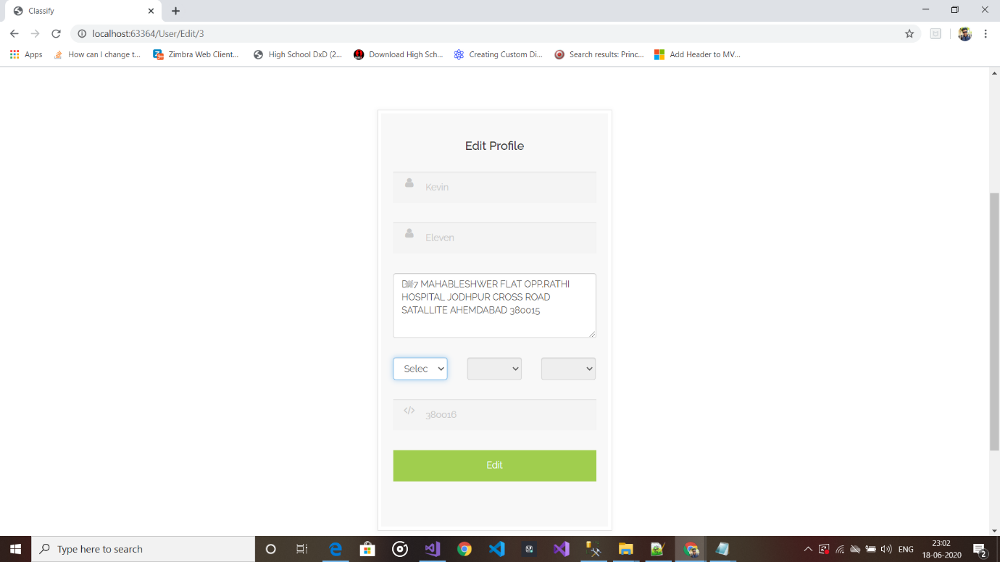 Classify
localhost:63364/User/Edit/3
Apps
How can I change t...
Zimbra Web Client...
High School DxD (2...
Download High Sch...
Creating Custom Di...
Search results: Princ...
Add Header to MV...
Edit Profile
Kevin
Eleven
MAHABLESHWER FLAT OPP.RATHI
HOSPITAL JODHPUR CROSS ROAD
SATALLITE AHEMDABAD 380015
Selec
</> 380016
Edit
Type here to search
ENG
23:02
18-06-2020
2